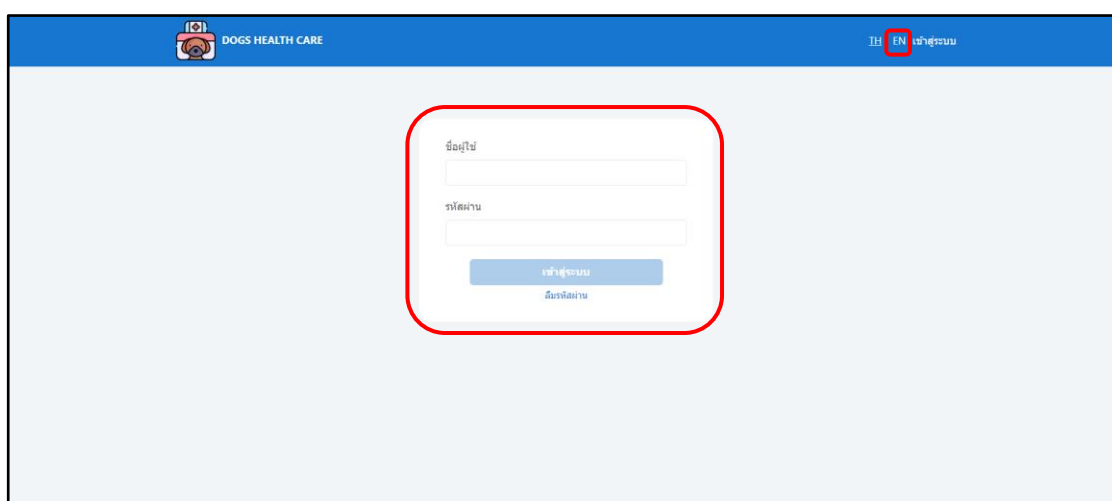 DOGS HEALTH CARE
TH EN เข้าสู่ระบบ
ชื่อผู้ใช้
รหัสผ่าน
เข้าสู่ระบบ
ลืมรหัสผ่าน